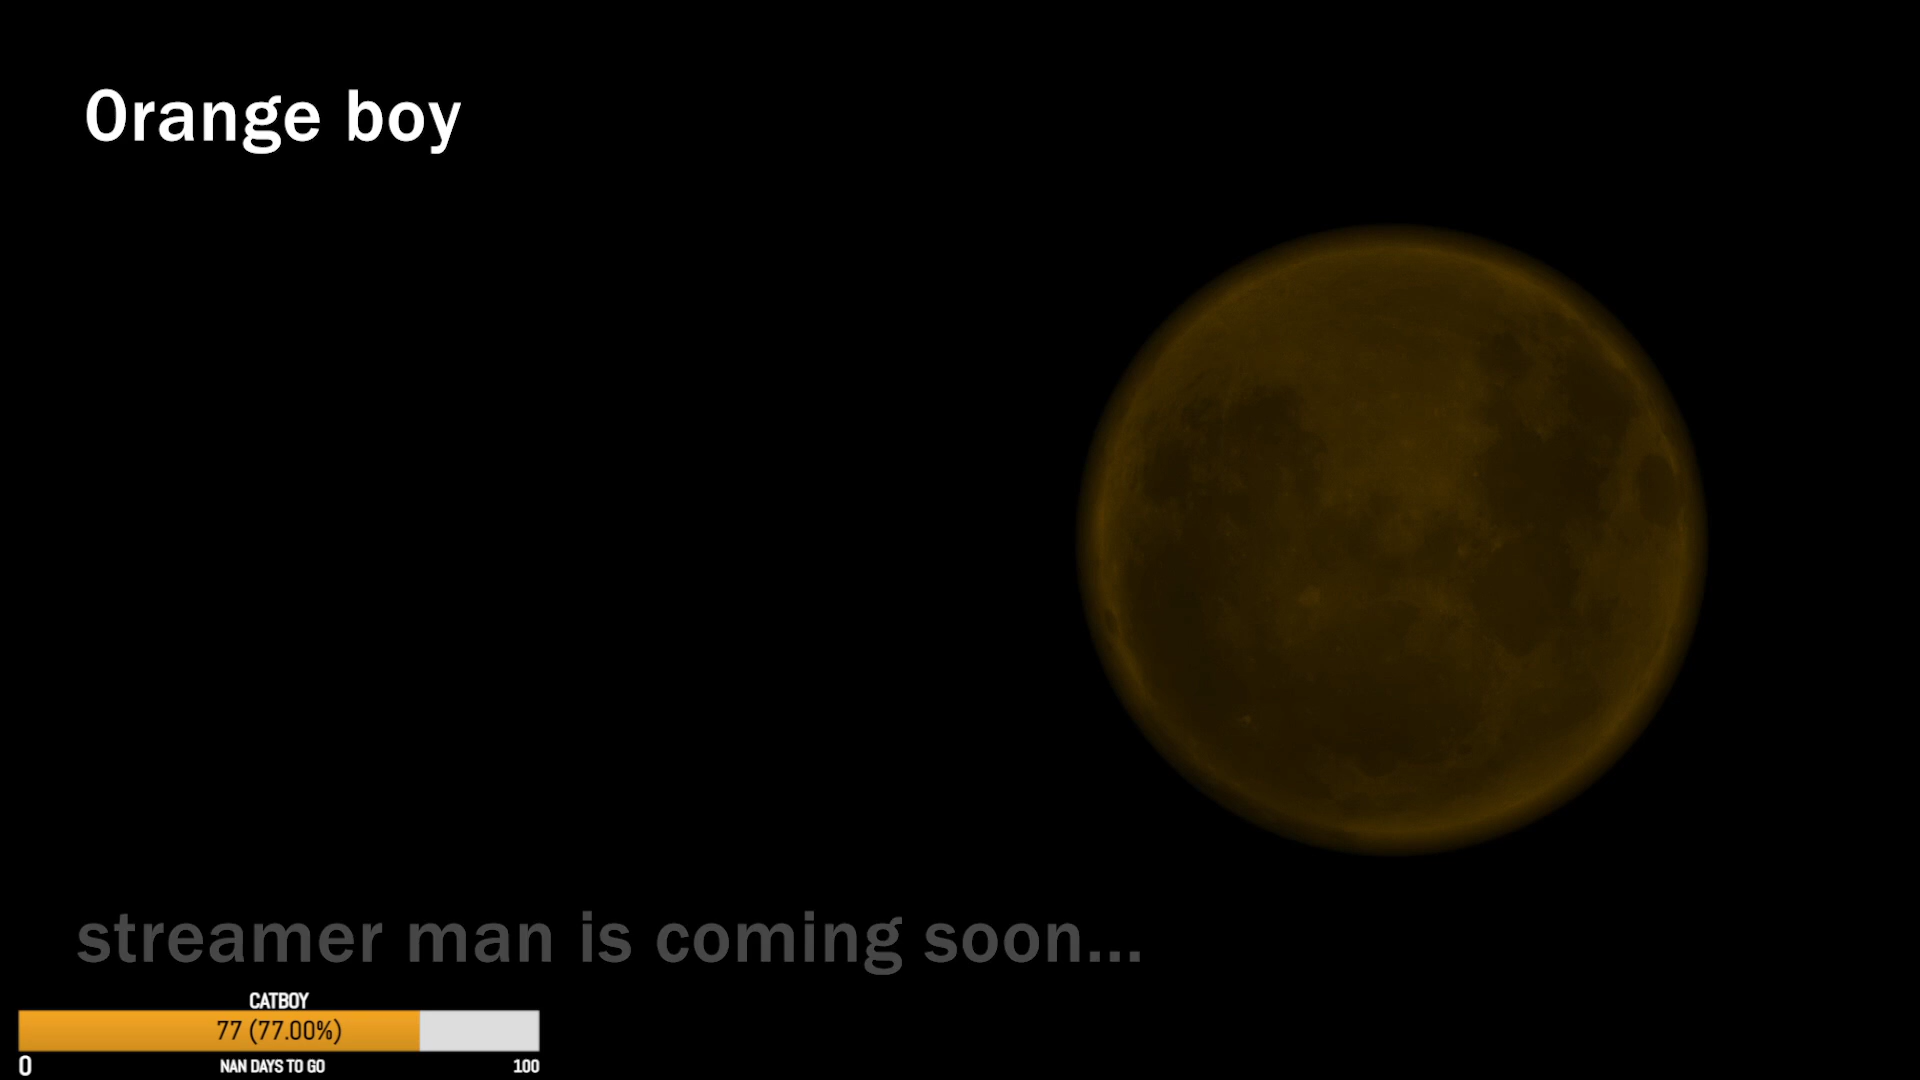 Orange boy
streamer man is coming soon...
CATBOY
77 (77.00%)
0 NAN DAYS TO GO 100